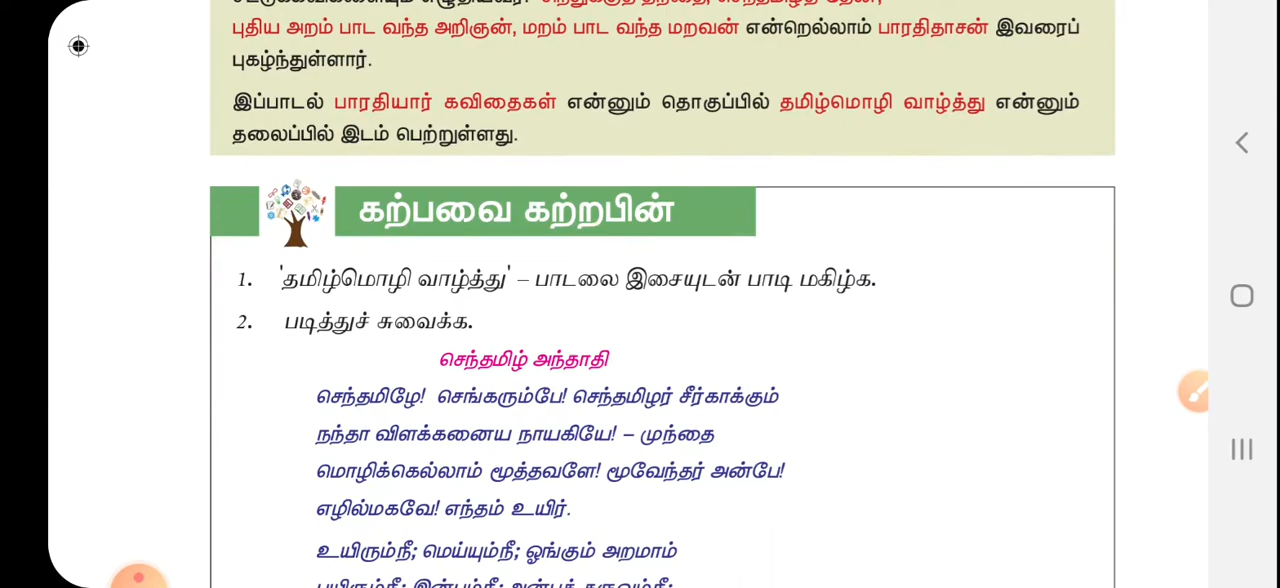 புதிய அறம் பாட வந்த அறிஞன், மறம் பாட வந்த மறவன் என்றெல்லாம் பாரதிதாசன் இவரைப்
புகழ்ந்துள்ளார்.
இப்பாடல் பாரதியார் கவிதைகள் என்னும் தொகுப்பில் தமிழ்மொழி வாழ்த்து என்னும்
தலைப்பில் இடம் பெற்றுள்ளது.
கற்பவை கற்றபின்
1. 'தமிழ்மொழி வாழ்த்து' – பாடலை இசையுடன் பாடி மகிழ்க.
2. படித்துச் சுவைக்க.
செந்தமிழ் அந்தாதி
செந்தமிழே! செங்கரும்பே! செந்தமிழர் சீர்காக்கும்
நந்தா விளக்கனைய நாயகியே! – முந்தை
மொழிக்கெல்லாம் மூத்தவளே! மூவேந்தர் அன்பே!
எழில்மகவே! எந்தம் உயிர்.
உயிரும்நீ; மெய்யும்நீ; ஓங்கும் அறமாம்